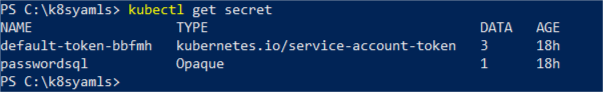 PS C:\k8syamls> kubectl get secret
NAME TYPE DATA AGE
default-token-bbfmh kubernetes.io/service-account-token 3 18h
passwordsql Opaque 1 18h
PS C:\k8syamls>